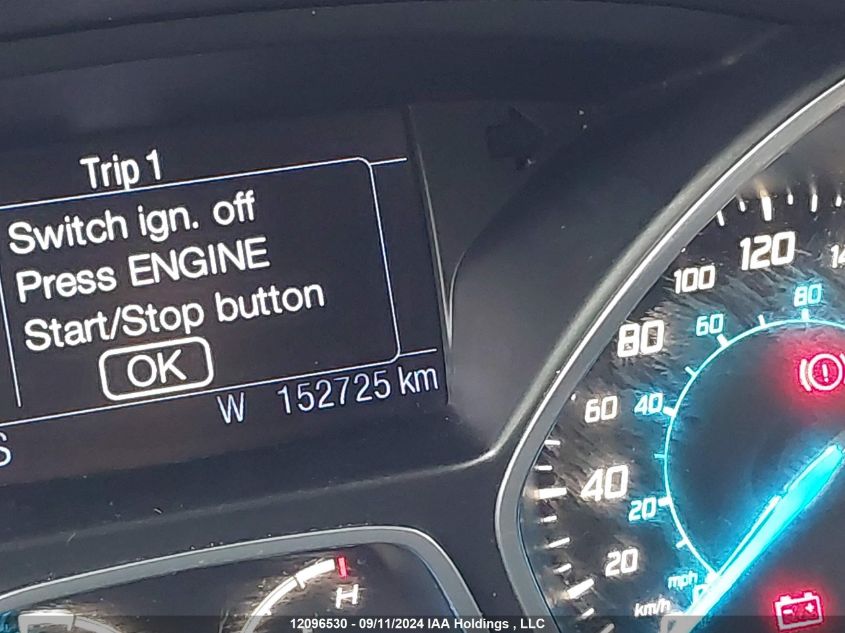 Trip 1
Switch ign. off
Press ENGINE
Start/Stop button
OK
W 152725 km
S
120
100
80
80
60
60
40
40
20
20
mph
km/h
H
12096530 - 09/11/2024 IAA Holdings , LLC